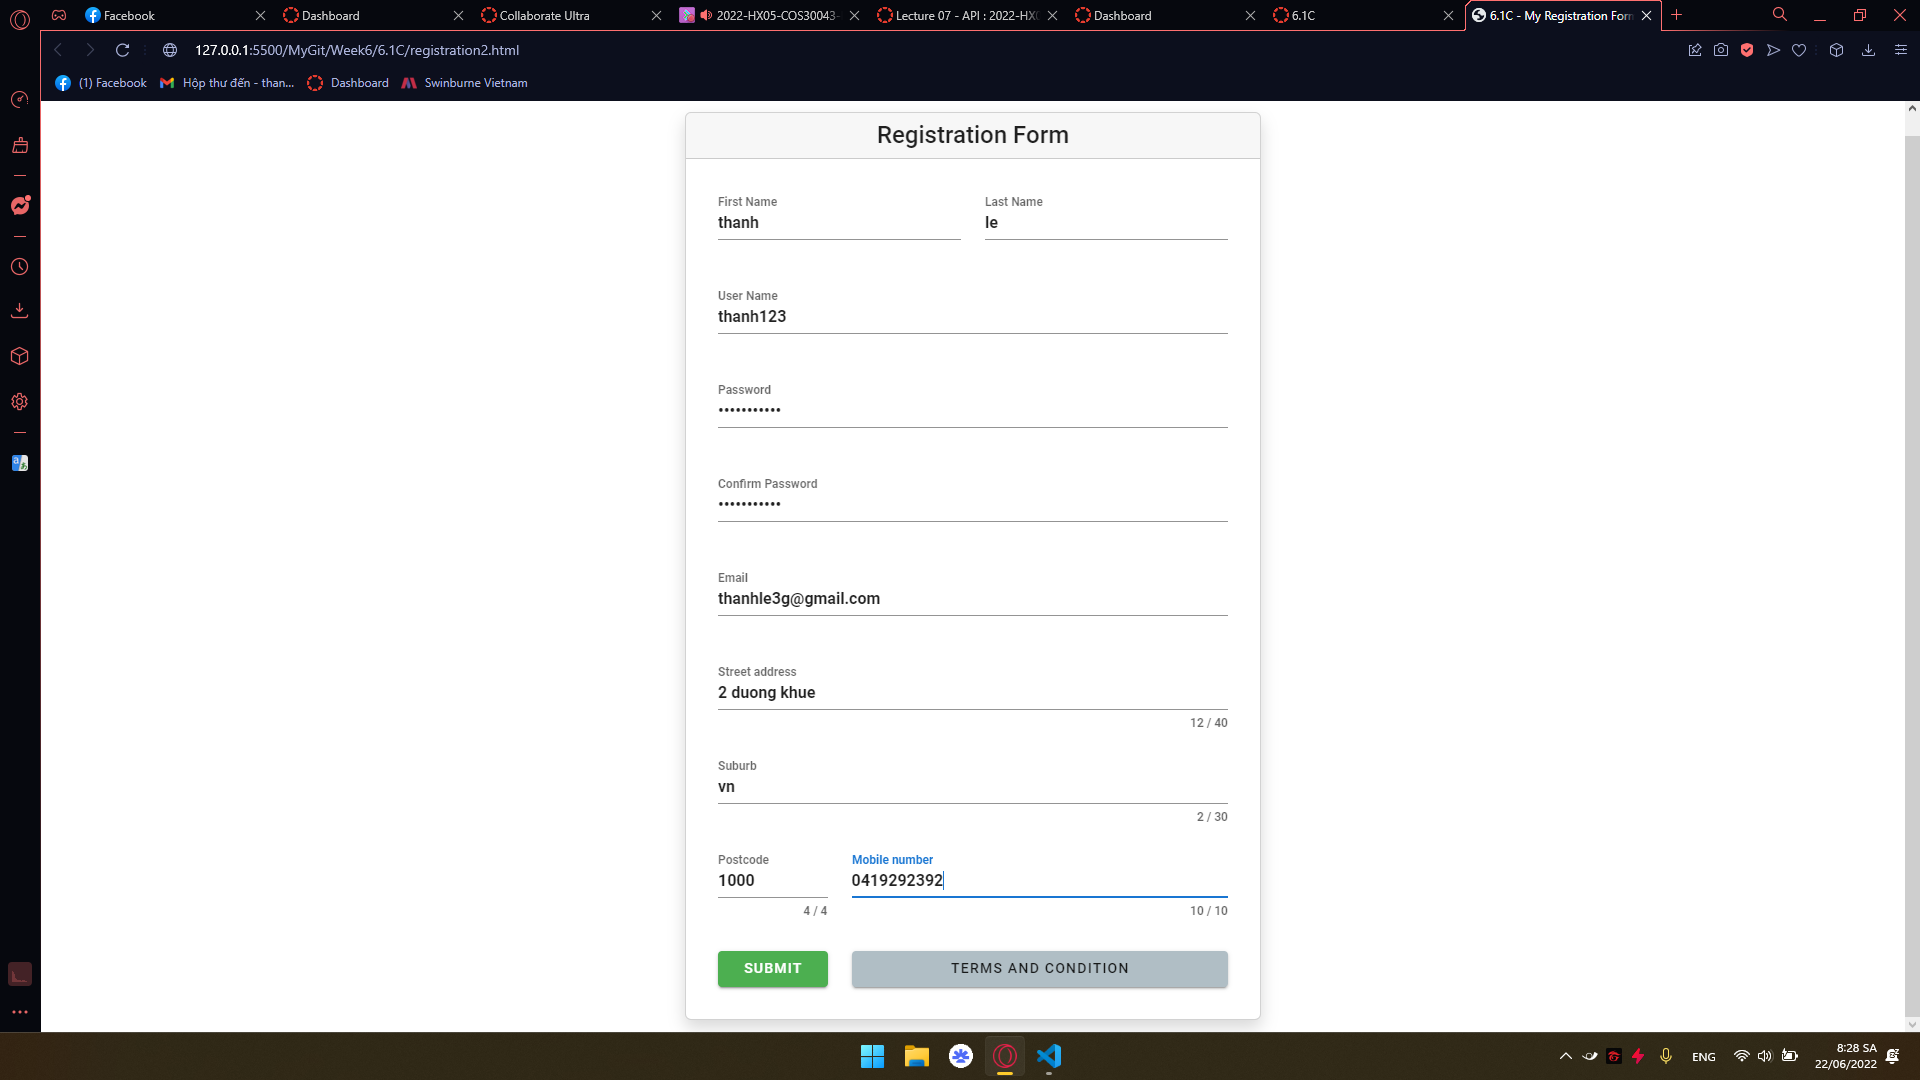 Facebook
Dashboard
Collaborate Ultra
2022-HX05-COS30043-
Lecture 07 - API : 2022-HX0
Dashboard
6.1C
6.1C - My Registration Form
127.0.0.1:5500/MyGit/Week6/6.1C/registration2.html
(1) Facebook
Hộp thư đến - than...
Dashboard
Swinburne Vietnam
Registration Form
First Name
Last Name
thanh
le
User Name
thanh123
Password
•••••••••••
Confirm Password
•••••••••••
Email
thanhle3g@gmail.com
Street address
2 duong khue
12 / 40
Suburb
vn
2 / 30
Postcode
Mobile number
1000
0419292392
4 / 4
10 / 10
SUBMIT
TERMS AND CONDITION
ENG
8:28 SA
22/06/2022